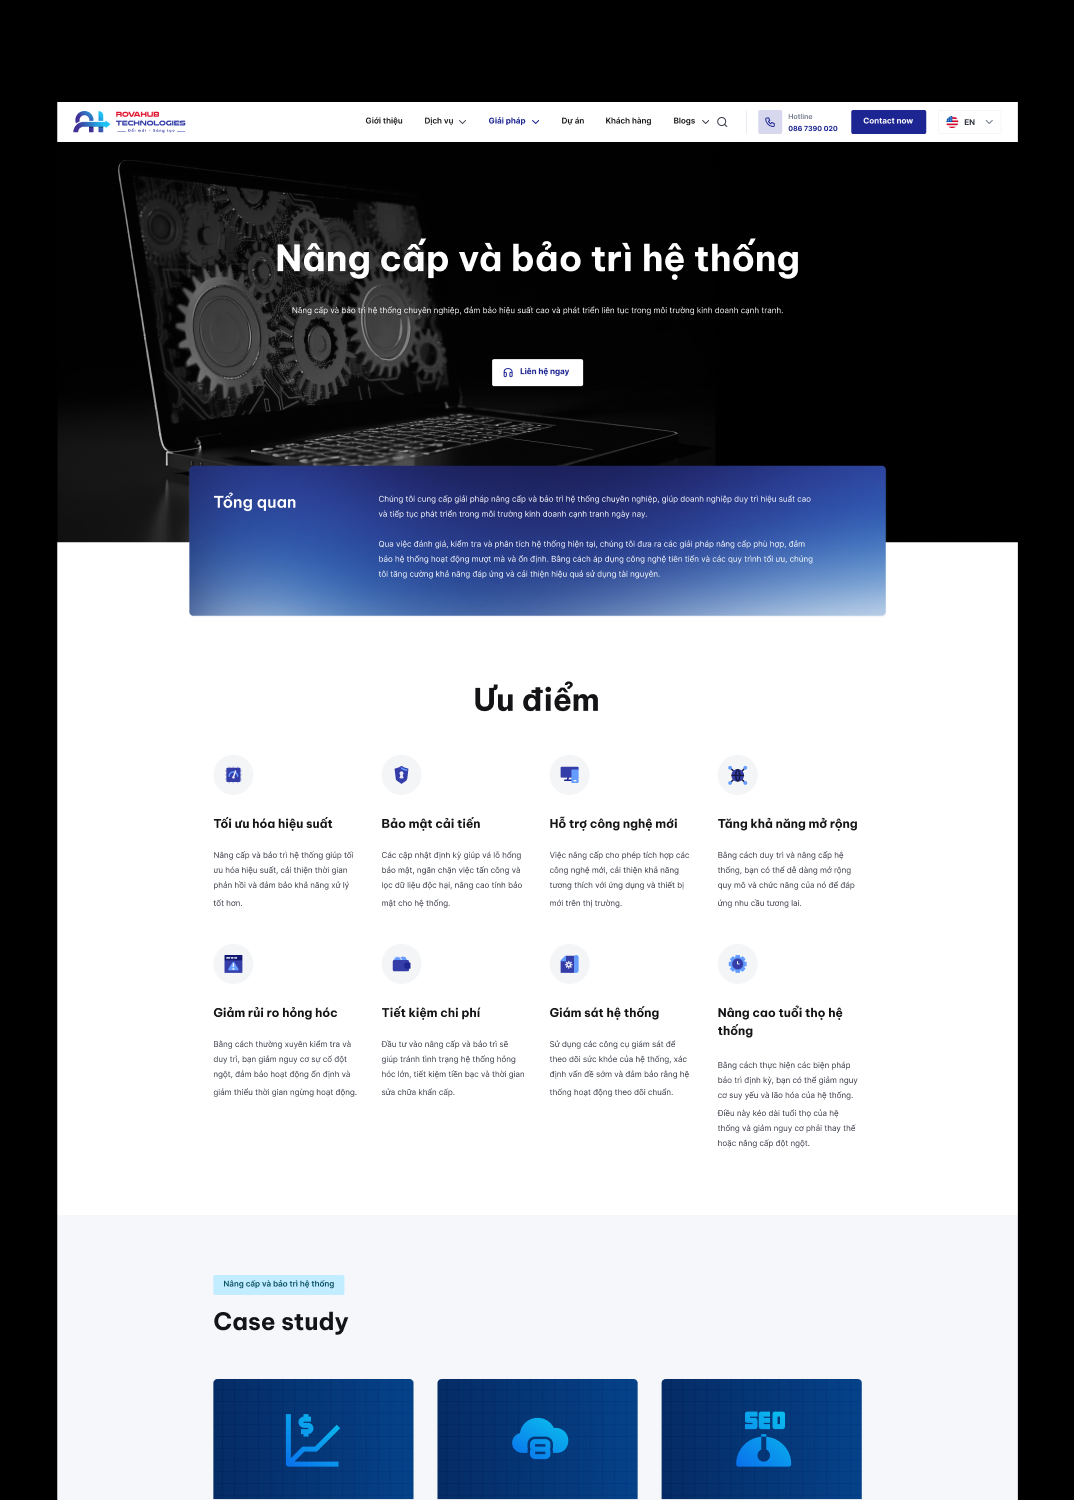 ROVAHUB
TECHNOLOGIES
Đổi mới - Sáng tạo
Giới thiệu
Dịch vụ
Giải pháp
Dự án
Khách hàng
Blogs
Hotline
086 7390 020
Contact now
EN
Nâng cấp và bảo trì hệ thống
Nâng cấp và bảo trì hệ thống chuyên nghiệp, đảm bảo hiệu suất cao và phát triển liên tục trong môi trường kinh doanh cạnh tranh.
Liên hệ ngay
Tổng quan
Chúng tôi cung cấp giải pháp nâng cấp và bảo trì hệ thống chuyên nghiệp, giúp doanh nghiệp duy trì hiệu suất cao
và tiếp tục phát triển trong môi trường kinh doanh cạnh tranh ngày nay.
Qua việc đánh giá, kiểm tra và phân tích hệ thống hiện tại, chúng tôi đưa ra các giải pháp nâng cấp phù hợp, đảm
bảo hệ thống hoạt động mượt mà và ổn định. Bằng cách áp dụng công nghệ tiên tiến và các quy trình tối ưu, chúng
tôi tăng cường khả năng đáp ứng và cải thiện hiệu quả sử dụng tài nguyên.
Ưu điểm
Tối ưu hóa hiệu suất
Nâng cấp và bảo trì hệ thống giúp tối
ưu hóa hiệu suất, cải thiện thời gian
phản hồi và đảm bảo khả năng xử lý
tốt hơn.
Bảo mật cải tiến
Các cập nhật định kỳ giúp vá lỗ hổng
bảo mật, ngăn chặn việc tấn công và
lọc dữ liệu độc hại, nâng cao tính bảo
mật cho hệ thống.
Hỗ trợ công nghệ mới
Việc nâng cấp cho phép tích hợp các
công nghệ mới, cải thiện khả năng
tương thích với ứng dụng và thiết bị
mới trên thị trường.
Tăng khả năng mở rộng
Bằng cách duy trì và nâng cấp hệ
thống, bạn có thể dễ dàng mở rộng
quy mô và chức năng của nó để đáp
ứng nhu cầu tương lai.
Giảm rủi ro hỏng hóc
Bằng cách thường xuyên kiểm tra và
duy trì, bạn giảm nguy cơ sự cố đột
ngột, đảm bảo hoạt động ổn định và
giảm thiểu thời gian ngừng hoạt động.
Tiết kiệm chi phí
Đầu tư vào nâng cấp và bảo trì sẽ
giúp tránh tình trạng hệ thống hỏng
hóc lớn, tiết kiệm tiền bạc và thời gian
sửa chữa khẩn cấp.
Giám sát hệ thống
Sử dụng các công cụ giám sát để
theo dõi sức khỏe của hệ thống, xác
định vấn đề sớm và đảm bảo rằng hệ
thống hoạt động theo dõi chuẩn.
Nâng cao tuổi thọ hệ
thống
Bằng cách thực hiện các biện pháp
bảo trì định kỳ, bạn có thể giảm nguy
cơ suy yếu và lão hóa của hệ thống.
Điều này kéo dài tuổi thọ của hệ
thống và giảm nguy cơ phải thay thế
hoặc nâng cấp đột ngột.
Nâng cấp và bảo trì hệ thống
Case study
$
SEO